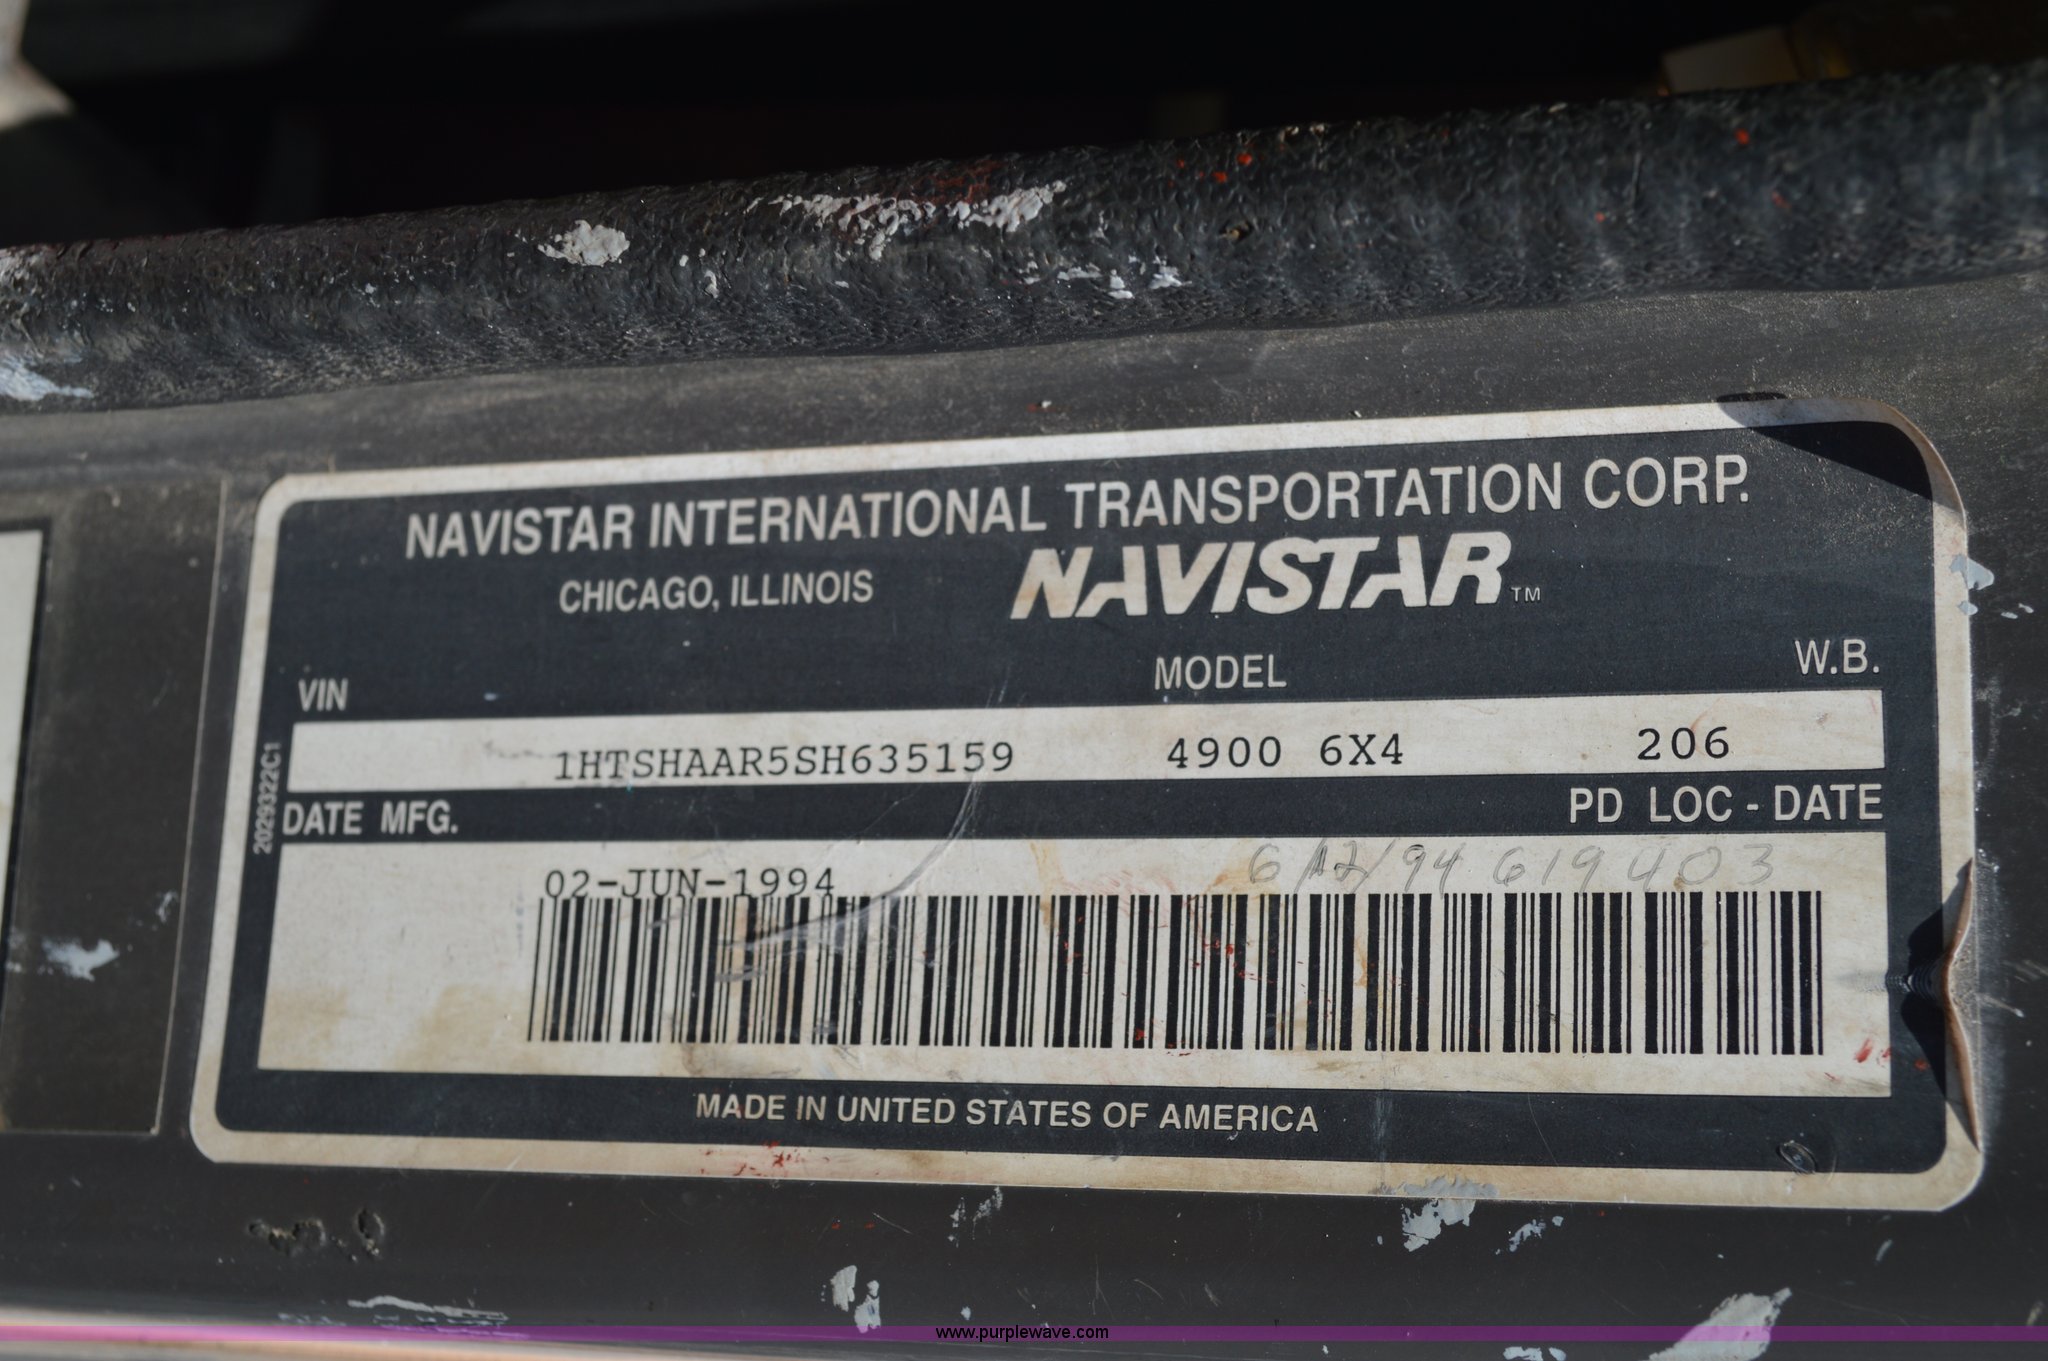 NAVISTAR INTERNATIONAL TRANSPORTATION CORP.
CHICAGO, ILLINOIS NAVISTAR™
VIN MODEL W.B.
1HTSHAAR5SH635159 4900 6X4 206
2029322C1
DATE MFG. PD LOC - DATE
02-JUN-1994 6/12/94 619403
MADE IN UNITED STATES OF AMERICA
www.purplewave.com